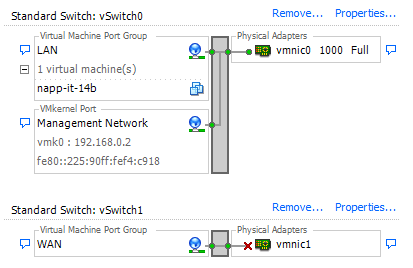 Standard Switch: vSwitch0 Remove... Properties...
Virtual Machine Port Group Physical Adapters
LAN vmnic0 1000 Full
1 virtual machine(s)
napp-it-14b
VMkernel Port
Management Network
vmk0 : 192.168.0.2
fe80::225:90ff:fef4:c918
Standard Switch: vSwitch1 Remove... Properties...
Virtual Machine Port Group Physical Adapters
WAN vmnic1